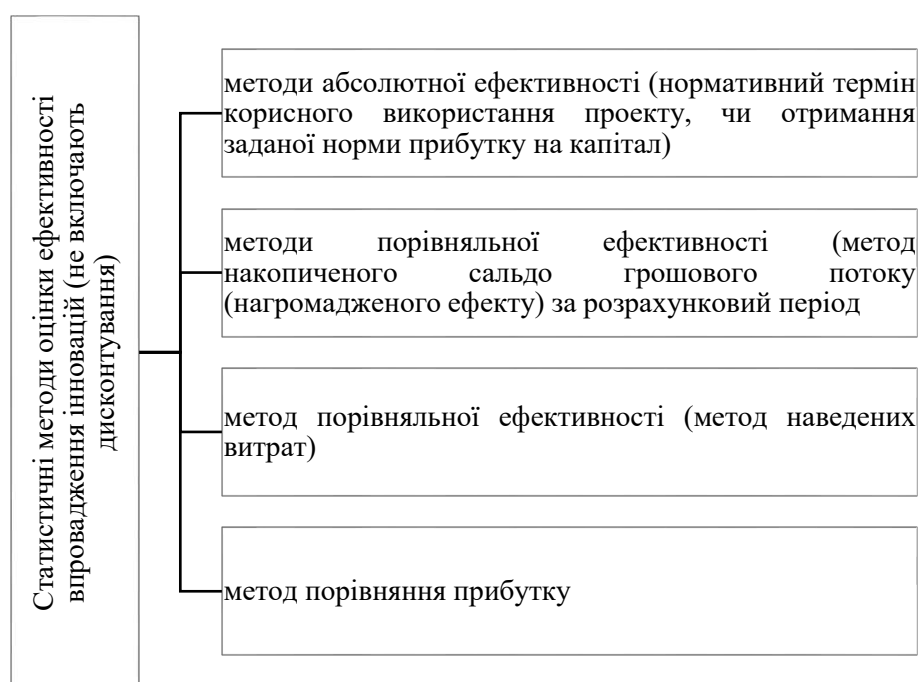 Статистичні методи оцінки ефективності
впровадження інновацій (не включають
дисконтування)
методи абсолютної ефективності (нормативний термін
корисного використання проекту, чи отримання
заданої норми прибутку на капітал)
методи порівняльної ефективності (метод
накопиченого сальдо грошового потоку
(нагромадженого ефекту) за розрахунковий період
метод порівняльної ефективності (метод наведених
витрат)
метод порівняння прибутку